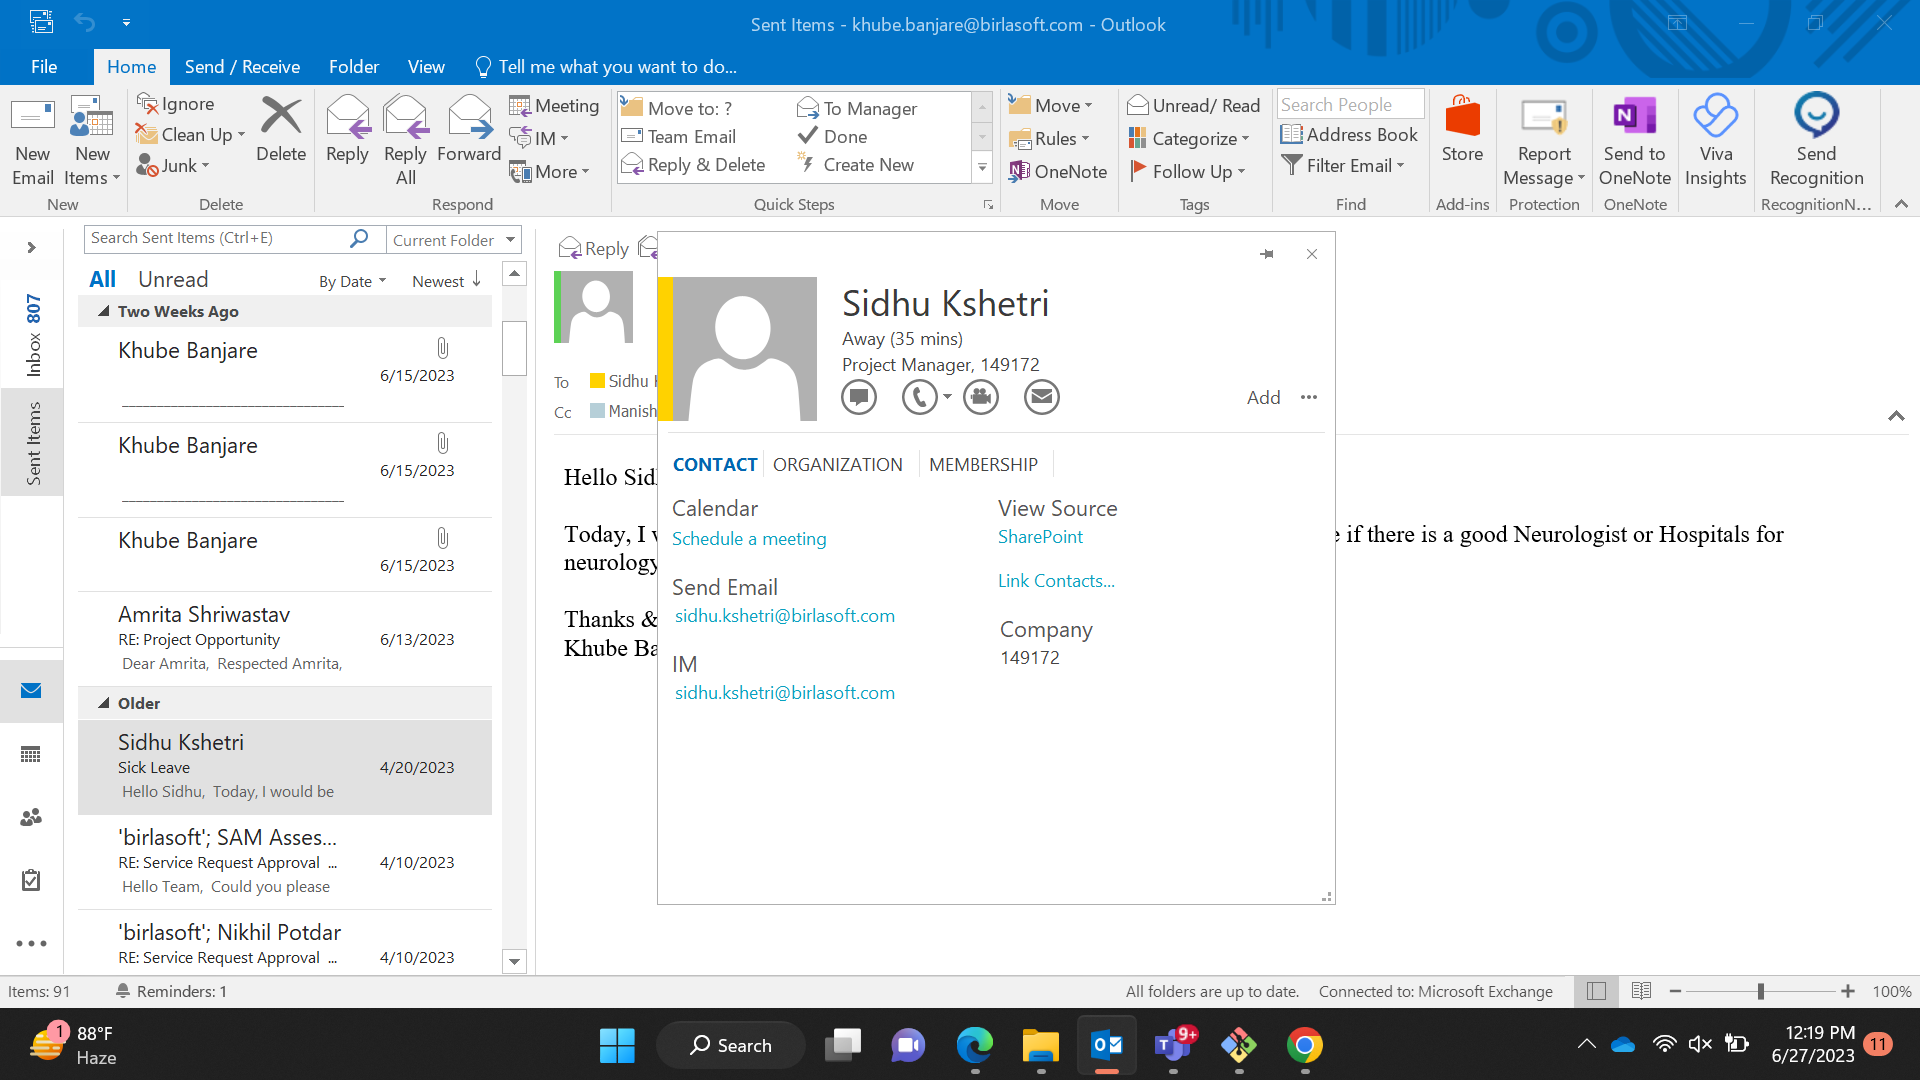 Sent Items - khube.banjare@birlasoft.com - Outlook
File
Home
Send / Receive
Folder
View
Tell me what you want to do...
New Email
New Items
New
Ignore
Clean Up
Junk
Delete
Delete
Reply
Reply All
Forward
Meeting
IM
More
Respond
Move to: ?
Team Email
Reply & Delete
To Manager
Done
Create New
Quick Steps
Move
Rules
OneNote
Move
Unread/ Read
Categorize
Follow Up
Tags
Search People
Address Book
Filter Email
Find
Store
Add-ins
Report Message
Protection
Send to OneNote
OneNote
Viva Insights
Send Recognition
RecognitionN...
Inbox 807
Sent Items
Search Sent Items (Ctrl+E)
Current Folder
All
Unread
By Date
Newest
Two Weeks Ago
Khube Banjare
6/15/2023
Khube Banjare
6/15/2023
Khube Banjare
6/15/2023
Amrita Shriwastav
RE: Project Opportunity 6/13/2023
Dear Amrita, Respected Amrita,
Older
Sidhu Kshetri
Sick Leave 4/20/2023
Hello Sidhu, Today, I would be
'birlasoft'; SAM Asses...
RE: Service Request Approval ... 4/10/2023
Hello Team, Could you please
'birlasoft'; Nikhil Potdar
RE: Service Request Approval ... 4/10/2023
Reply
To Sidhu
Cc Manish
Hello Sid
Today, I
if there is a good Neurologist or Hospitals for
neurology
Thanks &
Khube Ba
Sidhu Kshetri
Away (35 mins)
Project Manager, 149172
Add
CONTACT
ORGANIZATION
MEMBERSHIP
Calendar
Schedule a meeting
Send Email
sidhu.kshetri@birlasoft.com
IM
sidhu.kshetri@birlasoft.com
View Source
SharePoint
Link Contacts...
Company
149172
Items: 91
Reminders: 1
All folders are up to date.
Connected to: Microsoft Exchange
100%
1
88°F
Haze
Search
9+
12:19 PM
6/27/2023
11